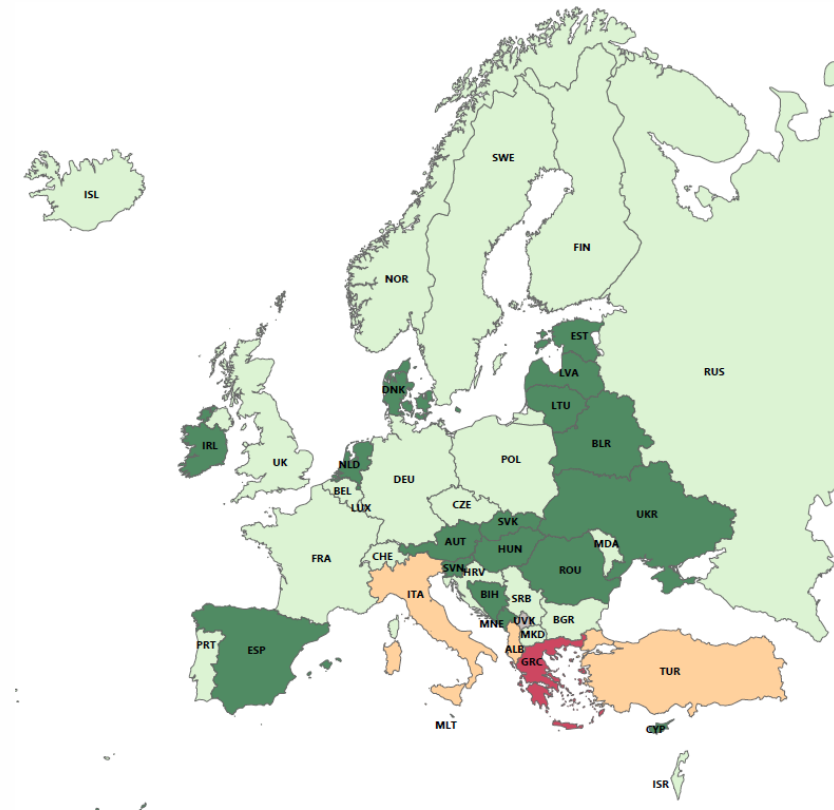 SWE
ISL
FIN
NOR
EST
RUS
LVA
DNK
LTU
BLR
IRL
POL
UK
NLD
DEU
BEL
CZE
LUX
UKR
SVK
AUT
MDA
HUN
FRA
CHE
ROU
SVN
HRV
ITA
BIH
SRB
MNE
UVK
BGR
MKD
PRT
ESP
ALB
GRC
TUR
MLT
CYP
ISR